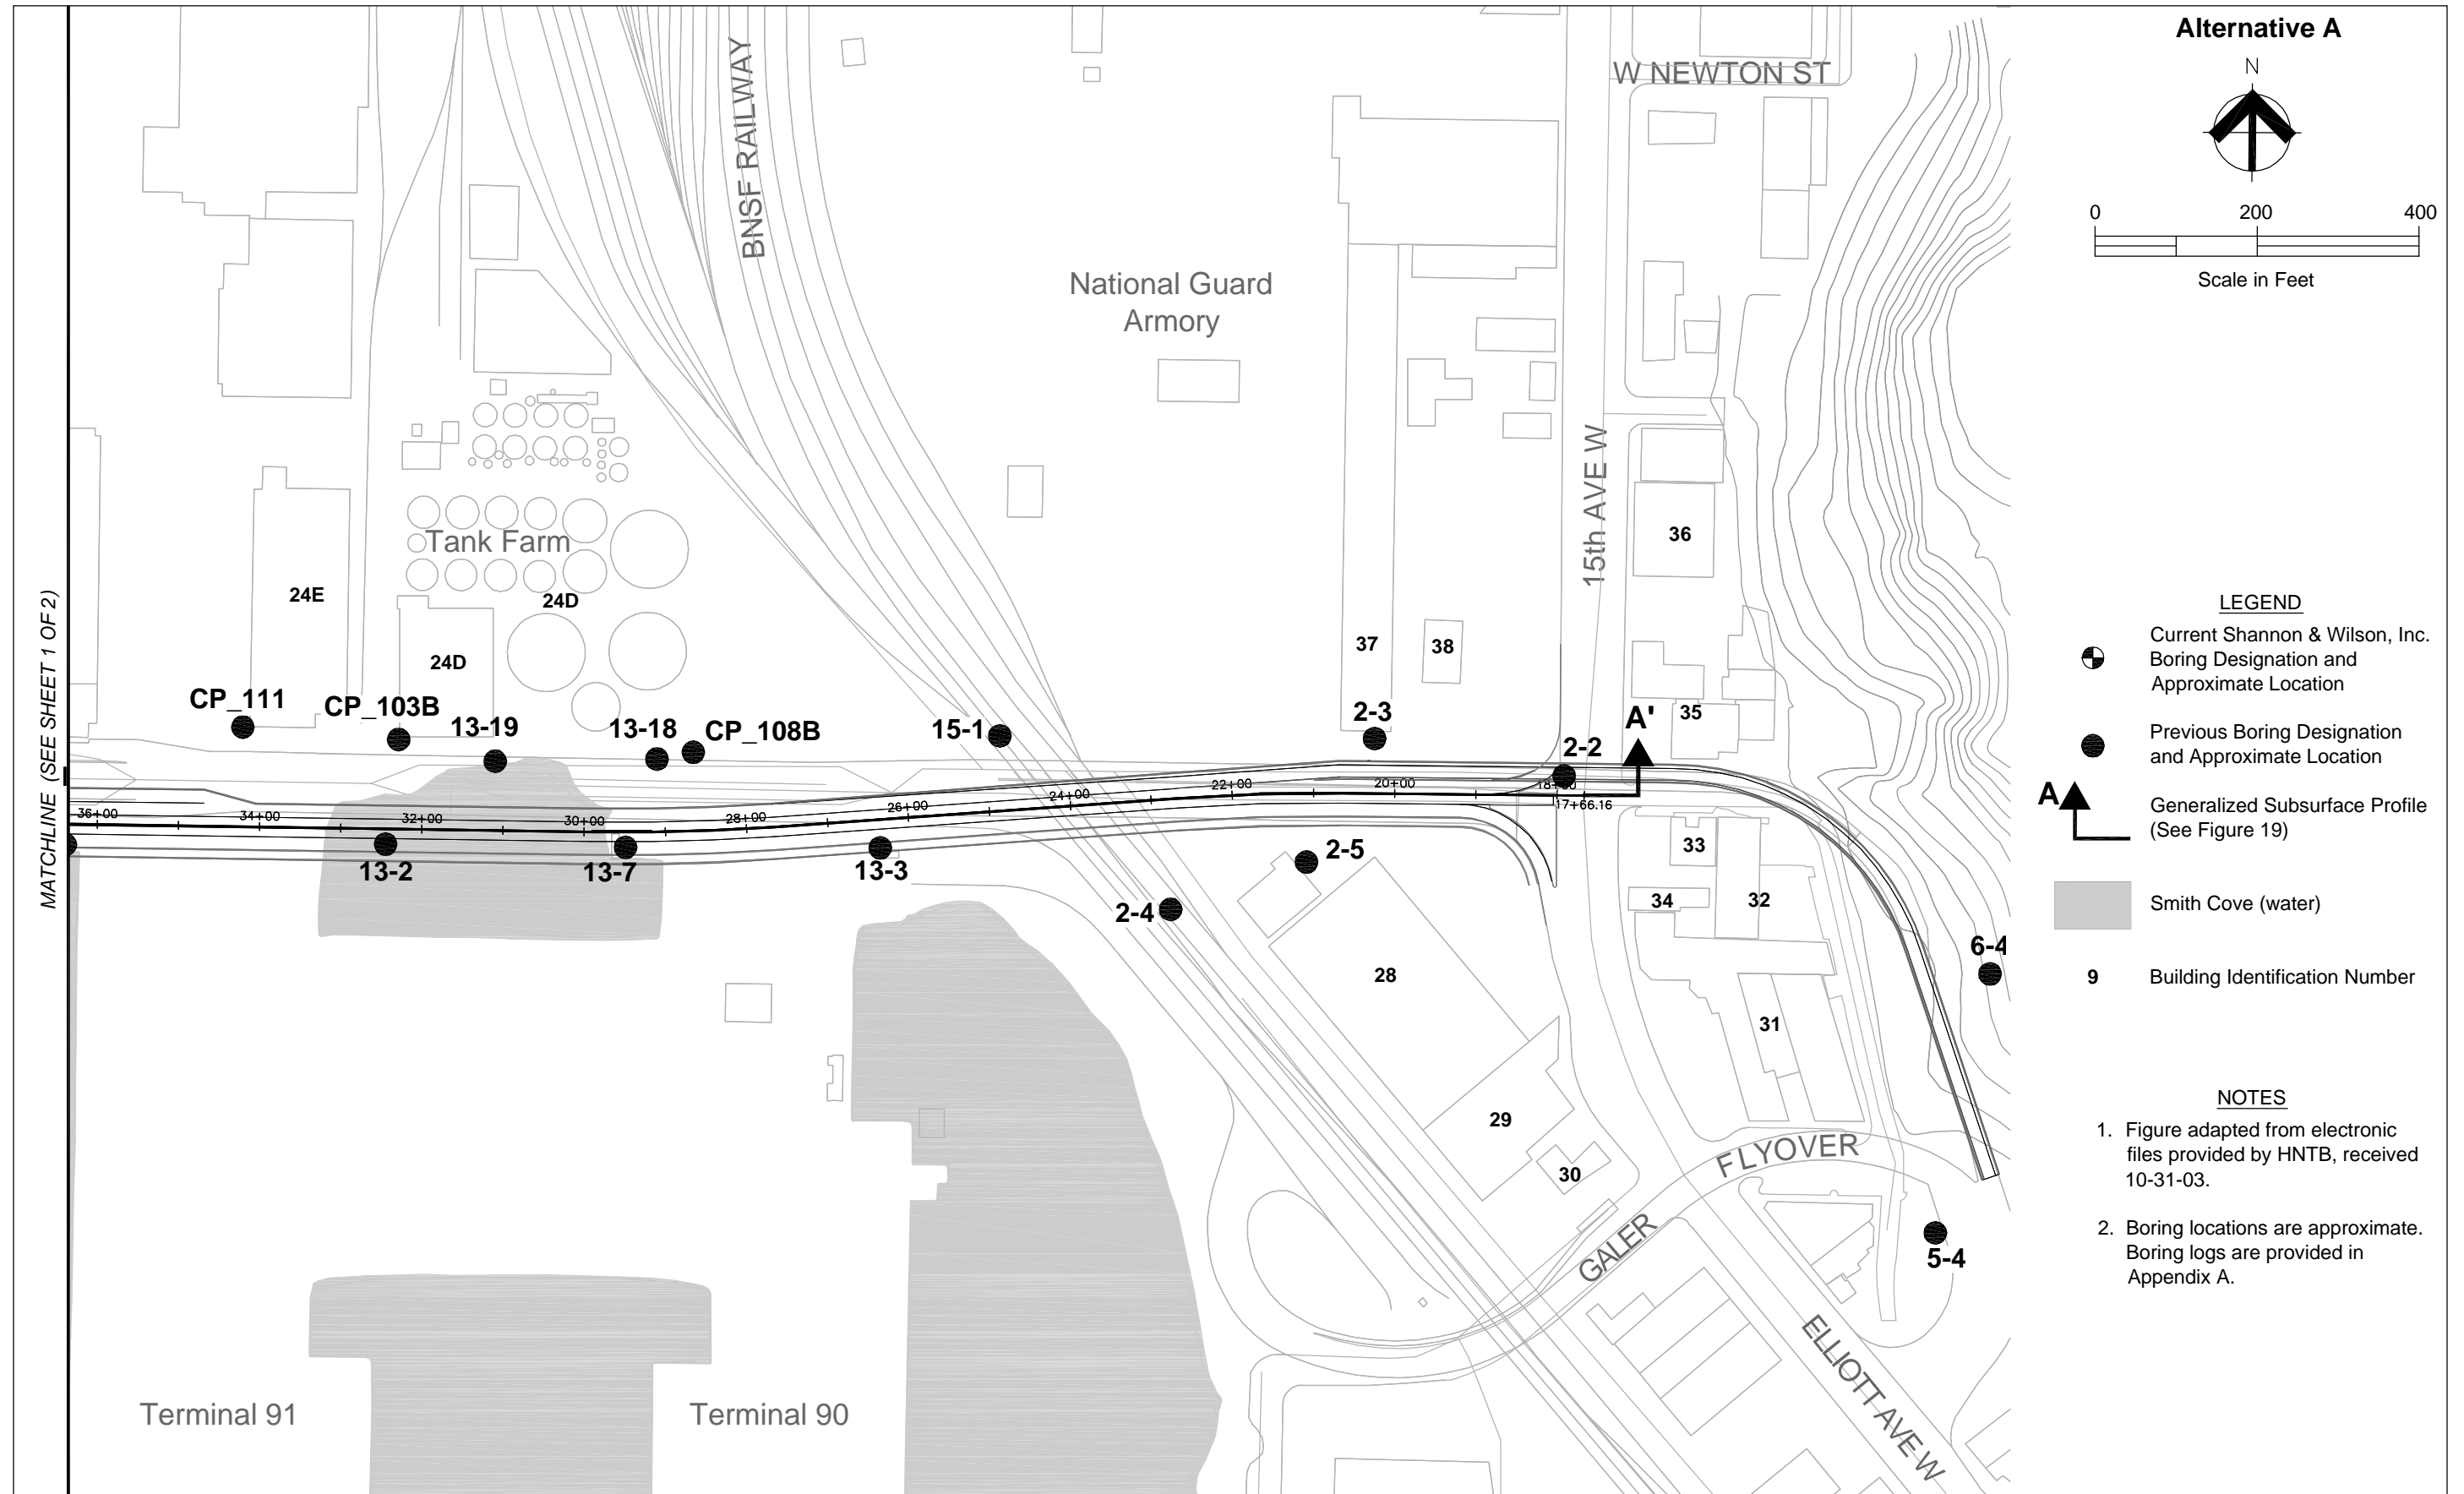 Alternative A
N
0 200 400
Scale in Feet
W NEWTON ST
BNSF RAILWAY
National Guard
Armory
15th AVE W
Tank Farm
36
24E
24D
24D
37
38
35
MATCHLINE (SEE SHEET 1 OF 2)
CP_111
CP_103B
13-19
13-18
CP_108B
15-1
2-3
2-2
A'
36+00
34+00
32+00
30+00
28+00
26+00
24+00
22+00
20+00
18+00
17+66.16
13-2
13-7
13-3
2-5
2-4
33
34
32
6-4
28
31
29
30
GALER
FLYOVER
5-4
ELLIOTT AVE W
Terminal 91
Terminal 90
LEGEND
Current Shannon & Wilson, Inc.
Boring Designation and
Approximate Location
Previous Boring Designation
and Approximate Location
A
Generalized Subsurface Profile
(See Figure 19)
Smith Cove (water)
9 Building Identification Number
NOTES
1. Figure adapted from electronic
files provided by HNTB, received
10-31-03.
2. Boring locations are approximate.
Boring logs are provided in
Appendix A.